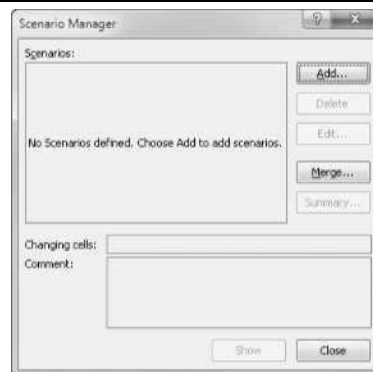 Scenario Manager
Scenarios:
Add...
Delete
No Scenarios defined. Choose Add to add scenarios.
Edit...
Merge...
Summary...
Changing cells:
Comment:
Show
Close